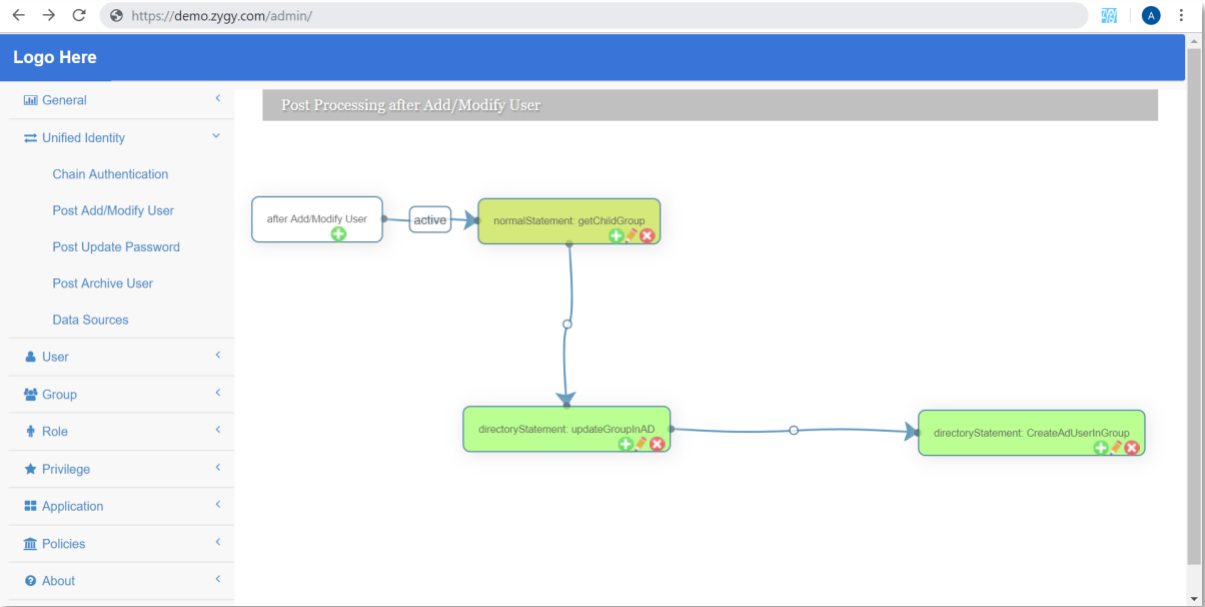 https://demo.zygy.com/admin/
A
Logo Here
General
Unified Identity
Chain Authentication
Post Add/Modify User
Post Update Password
Post Archive User
Data Sources
User
Group
Role
Privilege
Application
Policies
About
Post Processing after Add/Modify User
after Add/Modify User
active
normalStatement: getChildGroup
directoryStatement: updateGroupInAD
directoryStatement: CreateAdUserInGroup